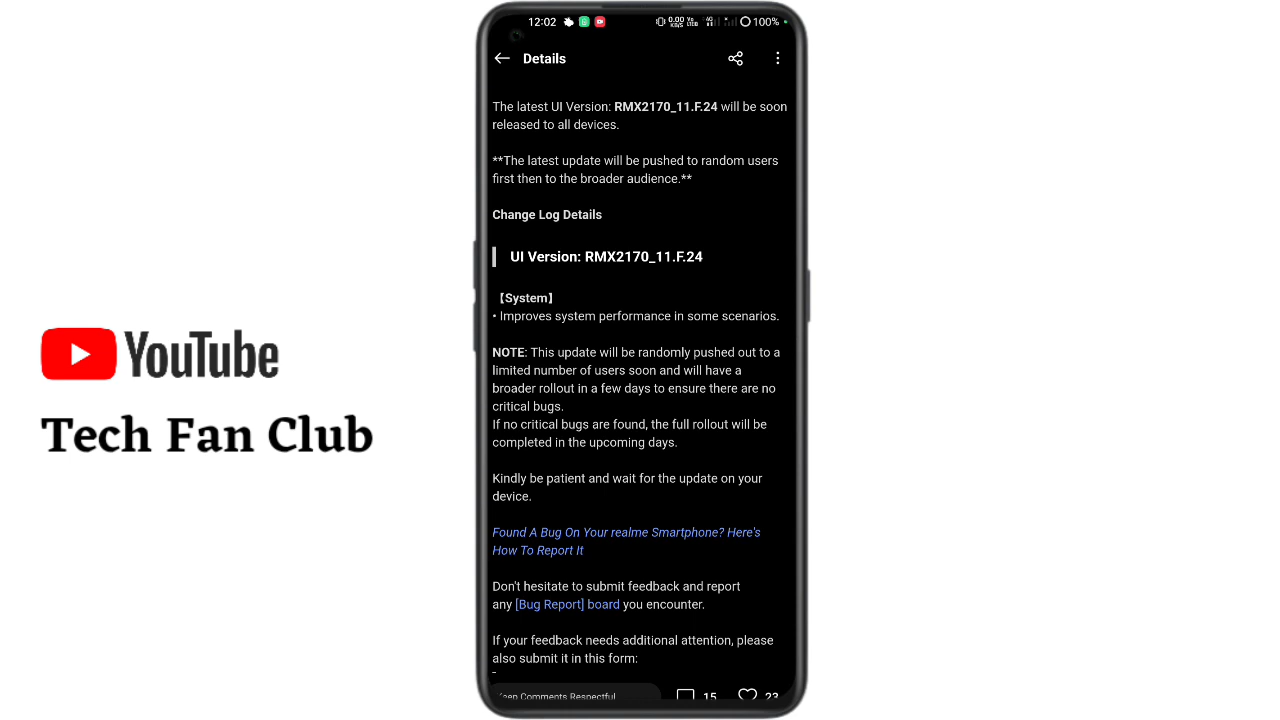 12:02
0.00
KB/S
Vo
LTE
4G
100%
Details
The latest UI Version: RMX2170_11.F.24 will be soon
released to all devices.
**The latest update will be pushed to random users
first then to the broader audience.**
Change Log Details
UI Version: RMX2170_11.F.24
【System】
• Improves system performance in some scenarios.
NOTE: This update will be randomly pushed out to a
limited number of users soon and will have a
broader rollout in a few days to ensure there are no
critical bugs.
If no critical bugs are found, the full rollout will be
completed in the upcoming days.
Kindly be patient and wait for the update on your
device.
Found A Bug On Your realme Smartphone? Here's
How To Report It
Don't hesitate to submit feedback and report
any [Bug Report] board you encounter.
If your feedback needs additional attention, please
also submit it in this form:
Keep Comments Respectful
15
23
YouTube
Tech Fan Club